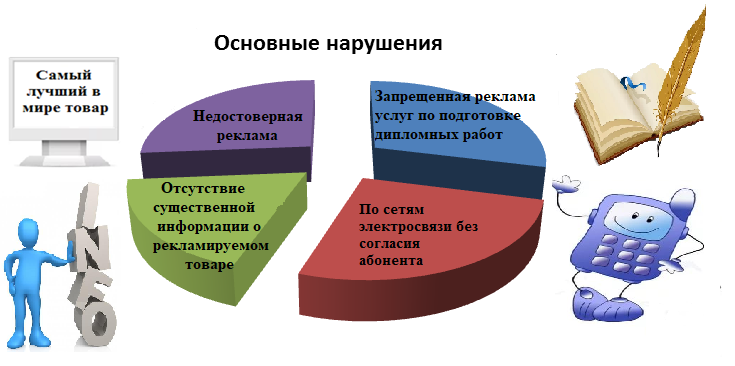 Основные нарушения
Самый
лучший в
мире товар
Недостоверная
реклама
Запрещенная реклама
услуг по подготовке
дипломных работ
Отсутствие
существенной
информации о
рекламируемом
товаре
По сетям
электросвязи без
согласия
абонента
INFO